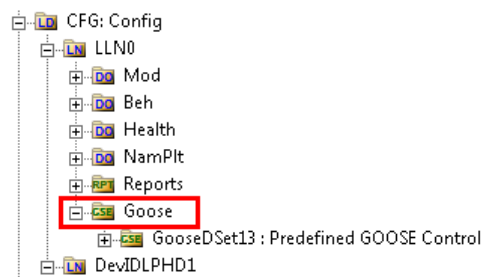 LD CFG: Config
LN LLN0
DO Mod
DO Beh
DO Health
DO NamPlt
RPT Reports
GSE Goose
GSE GooseDSet13 : Predefined GOOSE Control
LN DevIDLPHD1